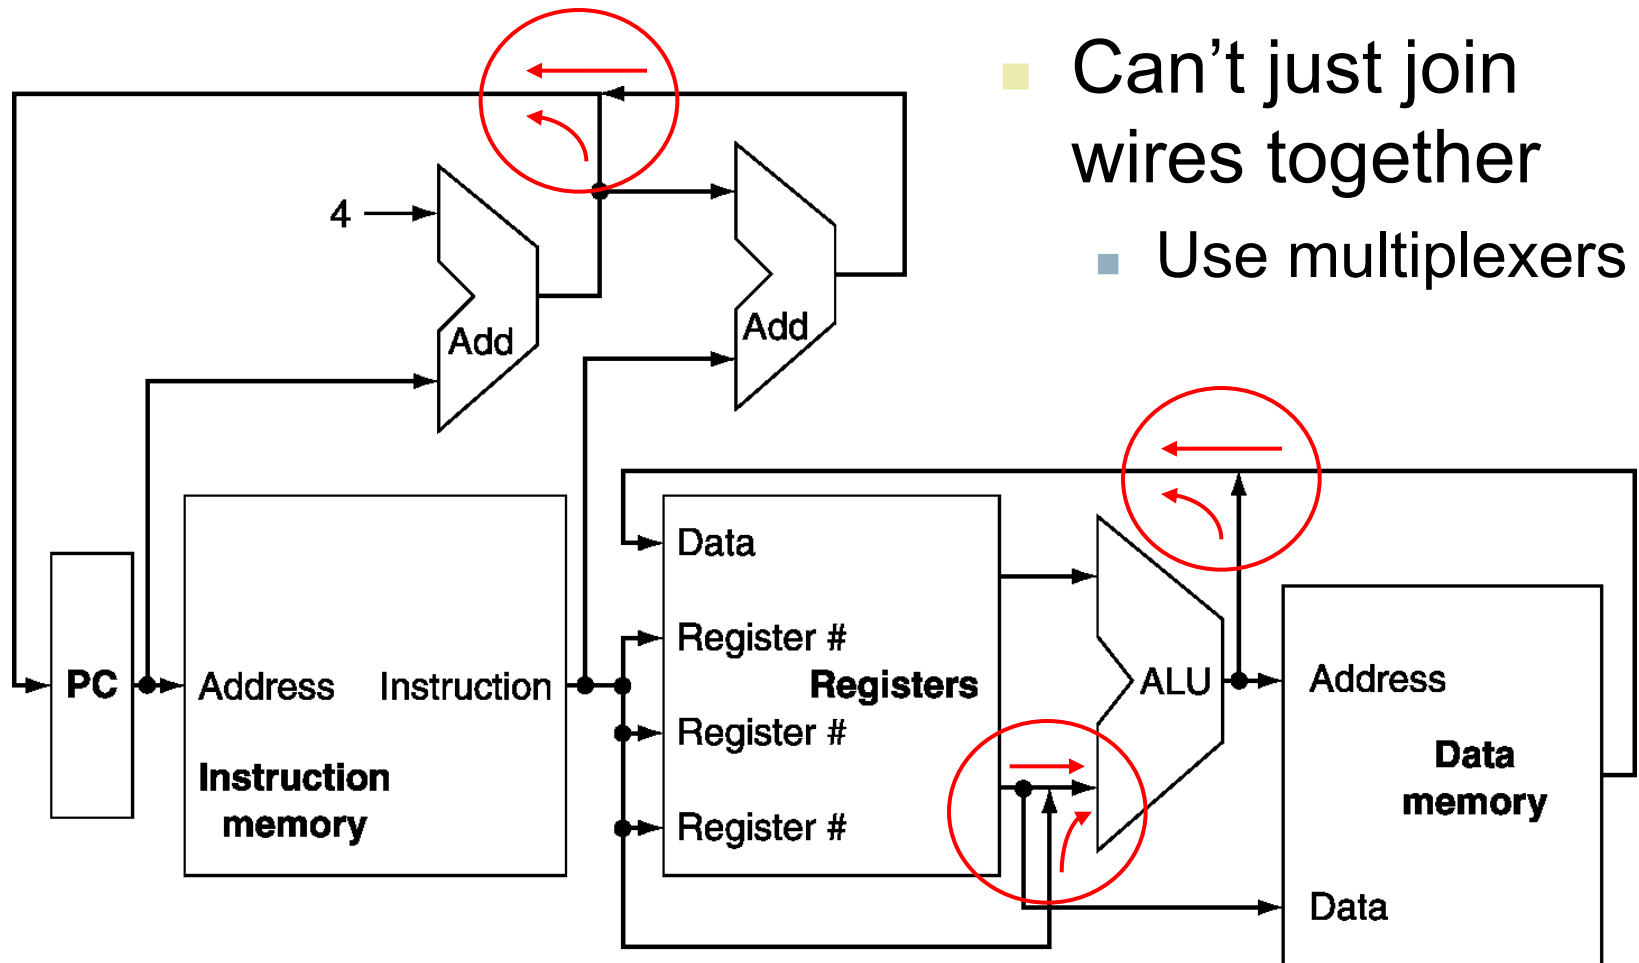 Can’t just join
wires together
Use multiplexers
4
Add
Add
Data
Register #
PC
Address
Instruction
Registers
ALU
Address
Register #
Instruction
memory
Data
memory
Register #
Data